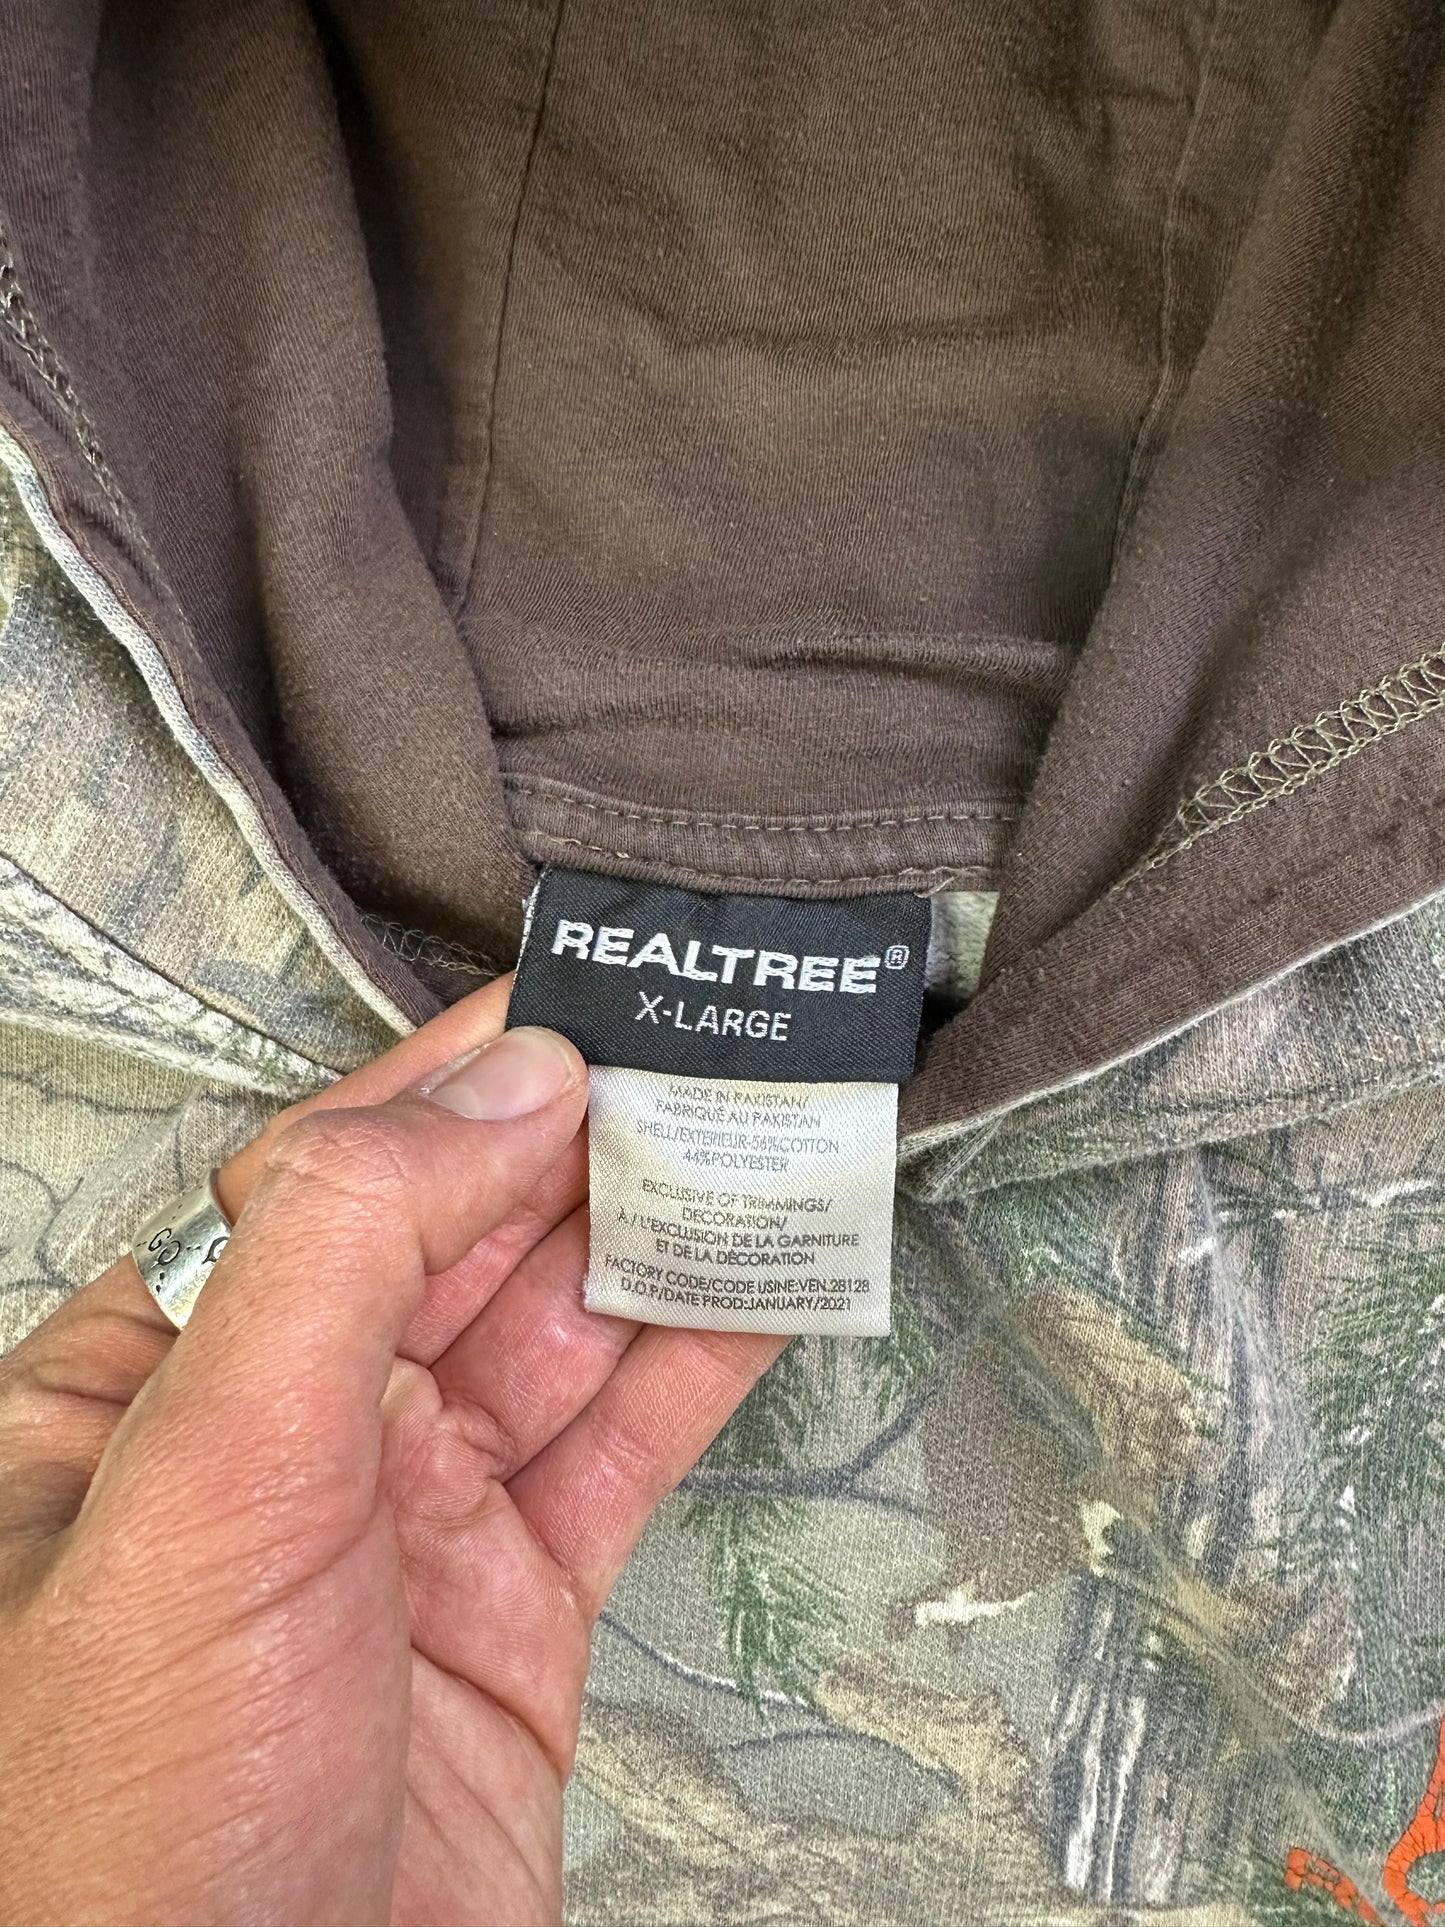 REALTREE®
X-LARGE
MADE IN PAKISTAN/
FABRIQUÉ AU PAKISTAN
SHELL/EXTERIEUR-56%COTTON
44%POLYESTER
EXCLUSIVE OF TRIMMINGS/
DECORATION/
À / L'EXCLUSION DE LA GARNITURE
ET DE LA DÉCORATION
FACTORY CODE/CODE USINE:VEN.28128
D.O.P/DATE PROD:JANUARY/2021